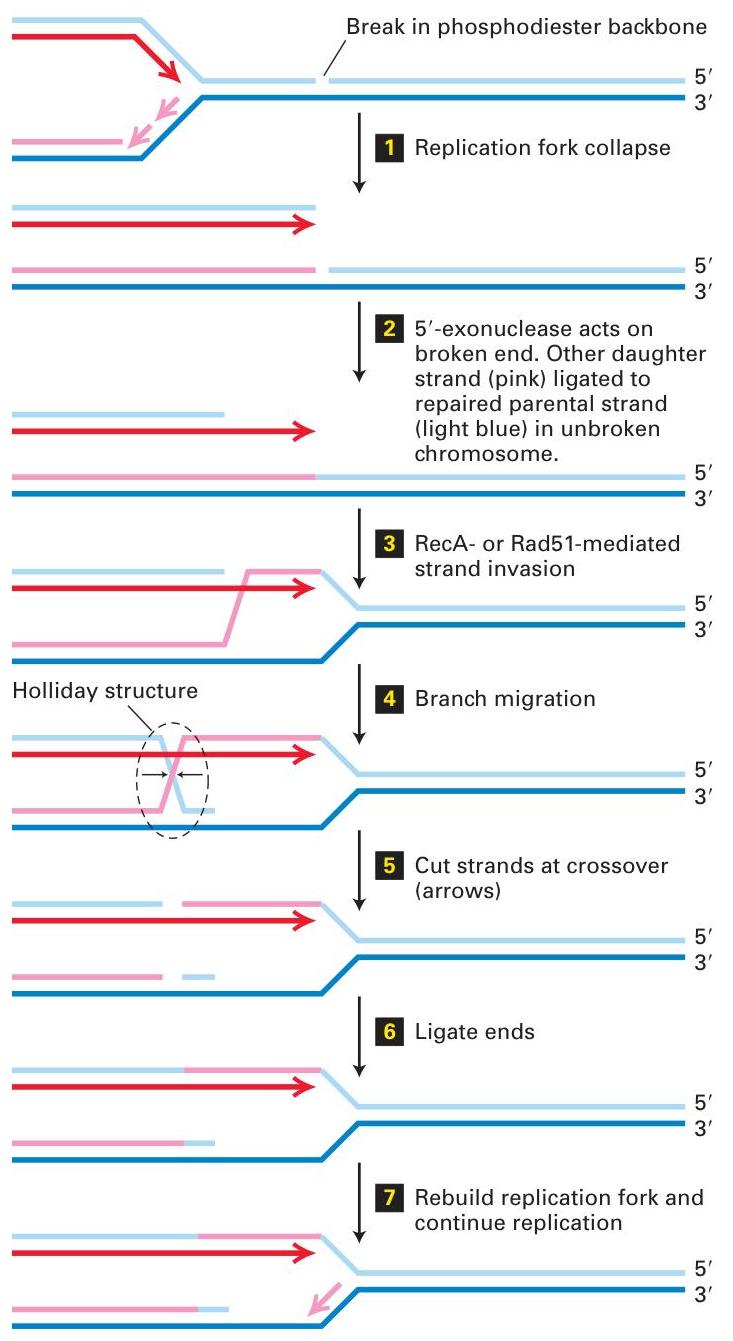 Break in phosphodiester backbone
5′
3′
1 Replication fork collapse
5′
3′
2 5′-exonuclease acts on
broken end. Other daughter
strand (pink) ligated to
repaired parental strand
(light blue) in unbroken
chromosome.
5′
3′
3 RecA- or Rad51-mediated
strand invasion
5′
3′
Holliday structure
4 Branch migration
5′
3′
5 Cut strands at crossover
(arrows)
5′
3′
6 Ligate ends
5′
3′
7 Rebuild replication fork and
continue replication
5′
3′